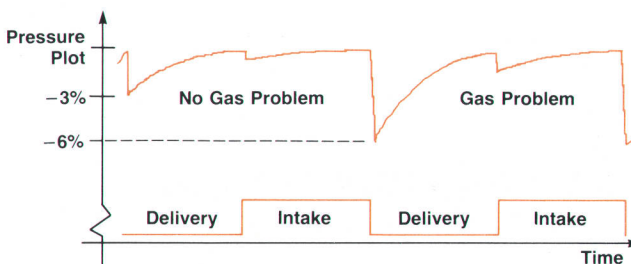 Pressure
Plot
−3%
No Gas Problem
Gas Problem
−6%
Delivery
Intake
Delivery
Intake
Time